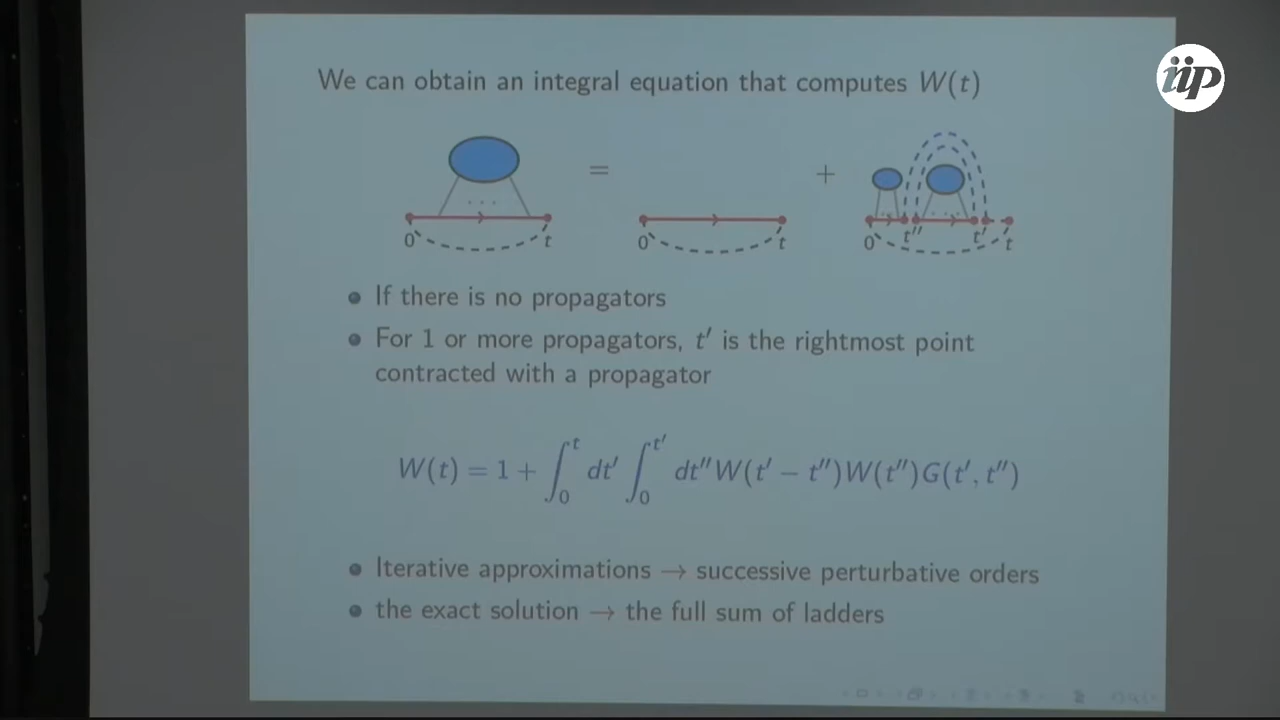 We can obtain an integral equation that computes W(t)
iip
. . .
=
+
0 t
0 t
0 t'' t' t
If there is no propagators
For 1 or more propagators, t' is the rightmost point
contracted with a propagator
W(t) = 1 + ∫₀ᵗ dt' ∫₀ᵗ' dt'' W(t' − t'')W(t'')G(t', t'')
Iterative approximations → successive perturbative orders
the exact solution → the full sum of ladders